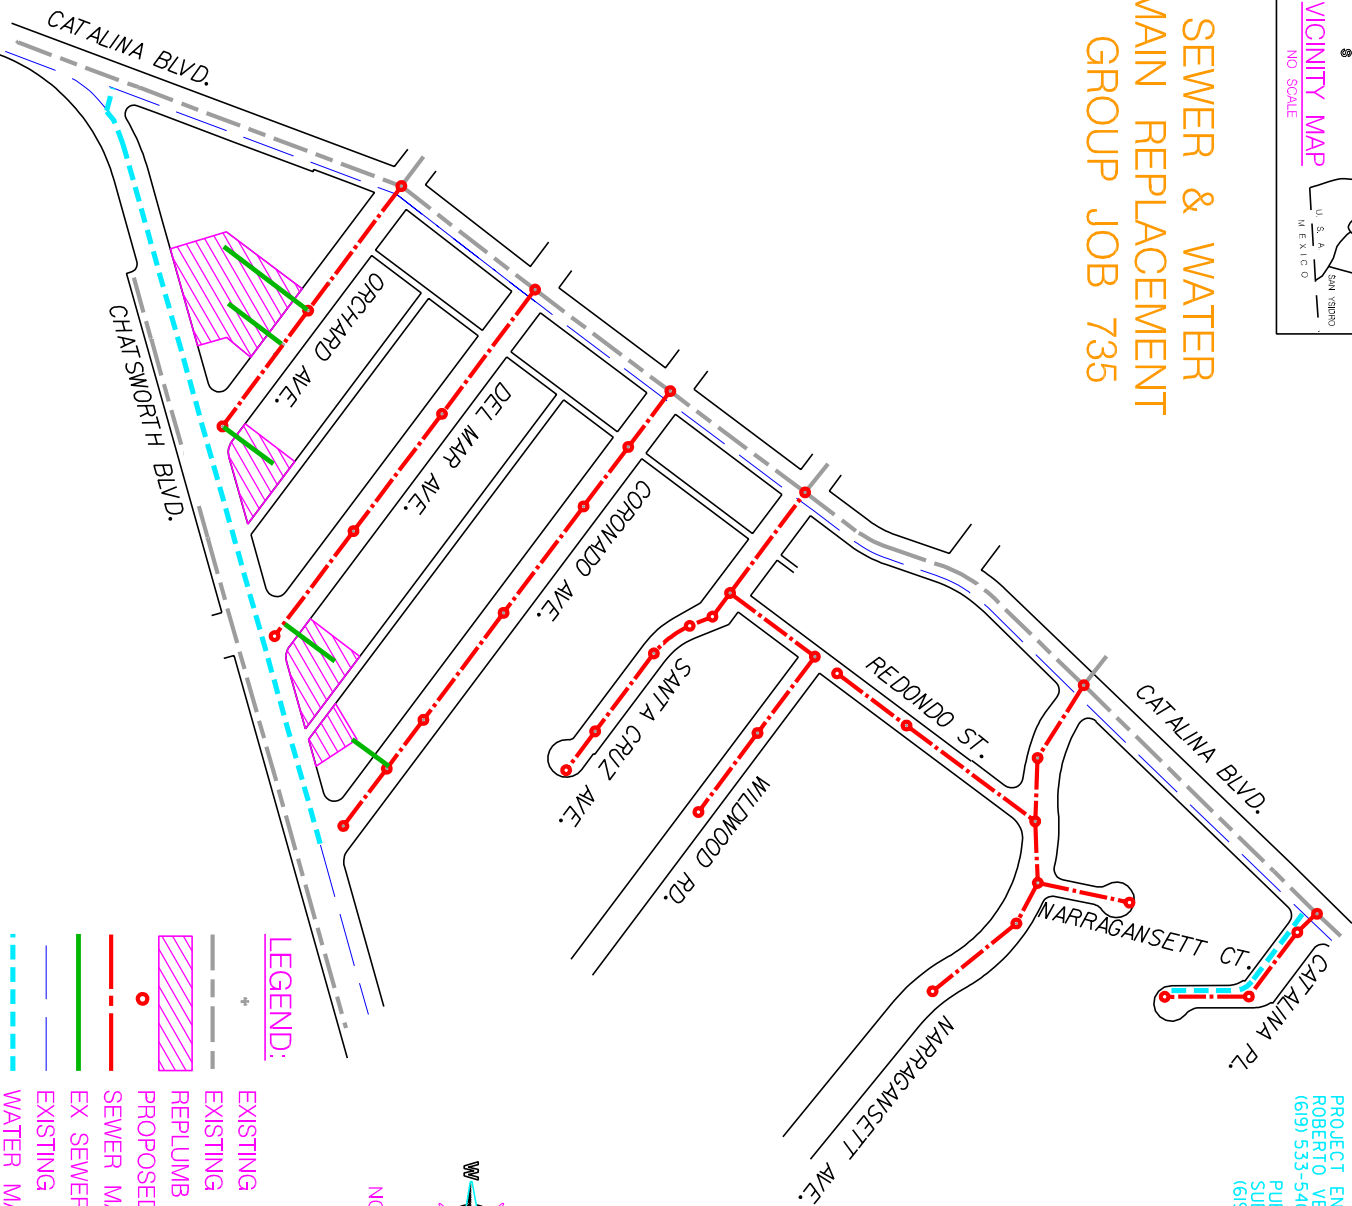 VICINITY MAP
NO SCALE
U. S. A.
MEXICO
SAN YSIDRO
SEWER & WATER
MAIN REPLACEMENT
GROUP JOB 735
CATALINA BLVD.
ORCHARD AVE.
CHATSWORTH BLVD.
DEL MAR AVE.
CORONADO AVE.
SANTA CRUZ AVE.
REDONDO ST.
WILDWOOD RD.
CATALINA BLVD.
NARRAGANSETT CT.
CATALINA PL.
NARRAGANSETT AVE.
LEGEND:
EXISTING
EXISTING
REPLUMB
PROPOSED
SEWER
EX SEWER
EXISTING
WATER
W
PROJECT
ROBERTO
(619) 533-